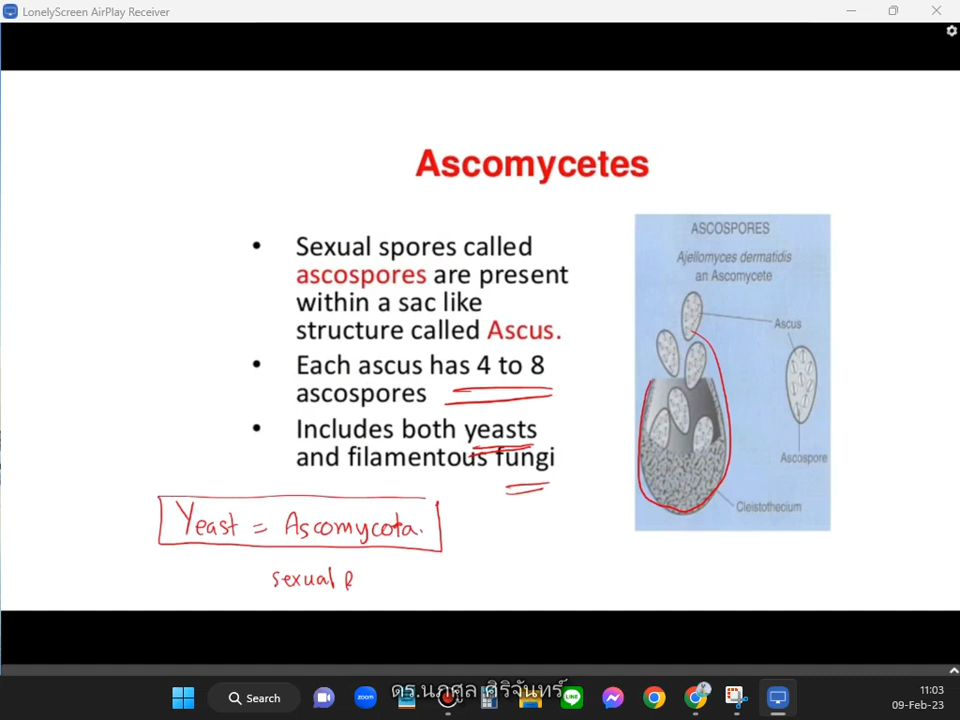 LonelyScreen AirPlay Receiver
Ascomycetes
• Sexual spores called
ascospores are present
within a sac like
structure called Ascus.
• Each ascus has 4 to 8
ascospores
• Includes both yeasts
and filamentous fungi
Yeast = Ascomycota.
sexual R
ASCOSPORES
Ajellomyces dermatidis
an Ascomycete
Ascus
Ascospore
Cleistothecium
Search
zoom
ดร.นภศูล ศิริจันทร์
11:03
09-Feb-23